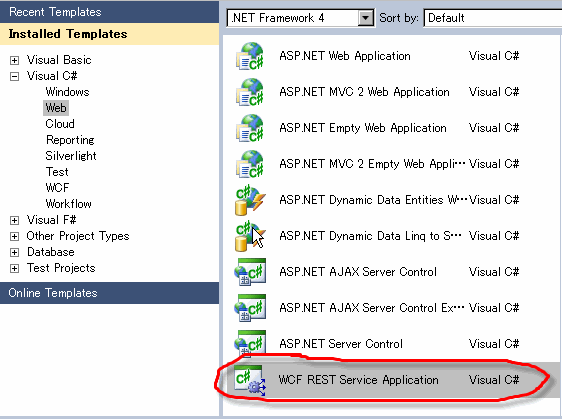 Recent Templates
Installed Templates
Visual Basic
Visual C#
Windows
Web
Cloud
Reporting
Silverlight
Test
WCF
Workflow
Visual F#
Other Project Types
Database
Test Projects
Online Templates
.NET Framework 4 Sort by: Default
ASP.NET Web Application Visual C#
ASP.NET MVC 2 Web Application Visual C#
ASP.NET Empty Web Application Visual C#
ASP.NET MVC 2 Empty Web Appli… Visual C#
ASP.NET Dynamic Data Entities W… Visual C#
ASP.NET Dynamic Data Linq to S… Visual C#
ASP.NET AJAX Server Control Visual C#
ASP.NET AJAX Server Control Ex… Visual C#
ASP.NET Server Control Visual C#
WCF REST Service Application Visual C#